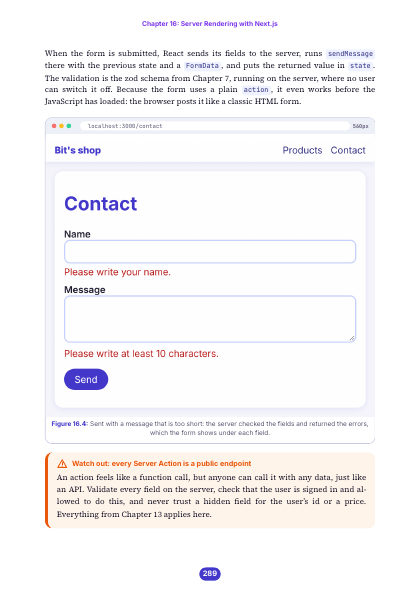 Chapter 16: Server Rendering with Next.js
When the form is submitted, React sends its fields to the server, runs sendMessage
there with the previous state and a FormData, and puts the returned value in state.
The validation is the zod schema from Chapter 7, running on the server, where no user
can switch it off. Because the form uses a plain action, it even works before the
JavaScript has loaded: the browser posts it like a classic HTML form.
localhost:3000/contact 560px
Bit's shop Products Contact
Contact
Name
Please write your name.
Message
Please write at least 10 characters.
Send
Figure 16.4: Sent with a message that is too short: the server checked the fields and returned the errors,
which the form shows under each field.
Watch out: every Server Action is a public endpoint
An action feels like a function call, but anyone can call it with any data, just like
an API. Validate every field on the server, check that the user is signed in and al-
lowed to do this, and never trust a hidden field for the user's id or a price.
Everything from Chapter 13 applies here.
289